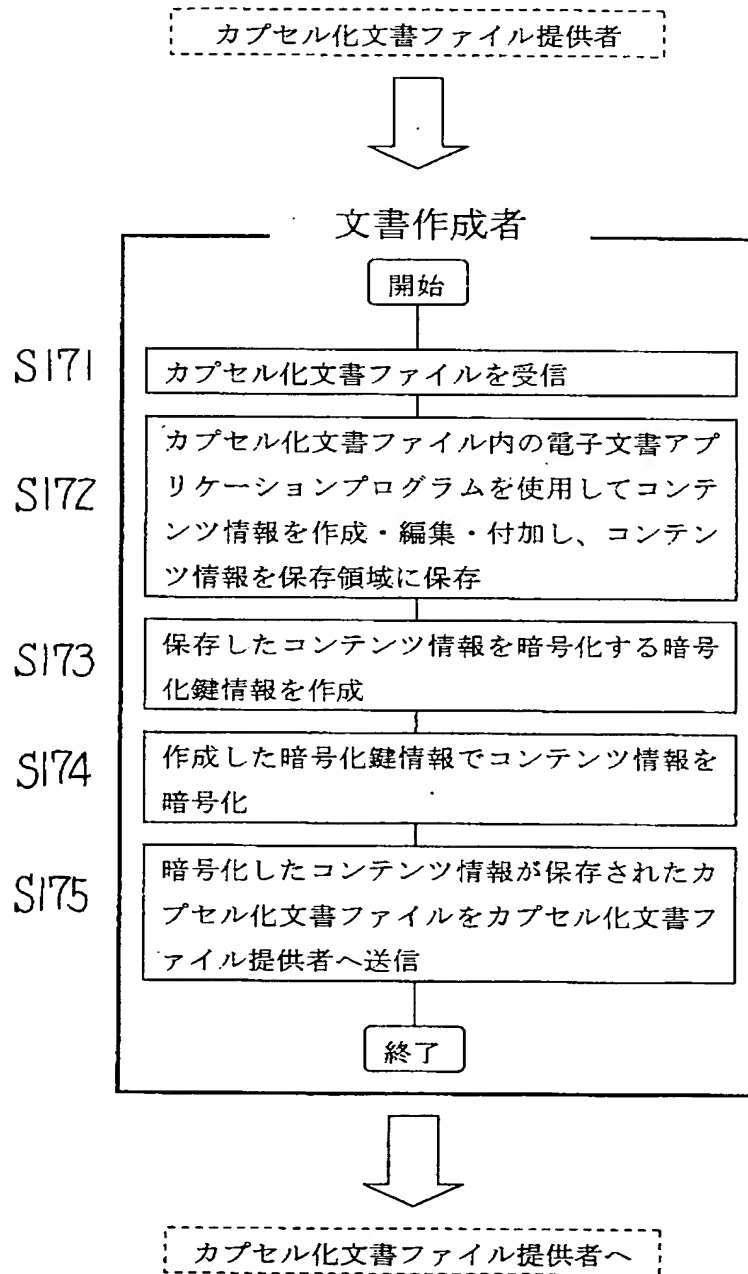 カプセル化文書ファイル提供者
文書作成者
開始
S171
カプセル化文書ファイルを受信
S172
カプセル化文書ファイル内の電子文書アプ
リケーションプログラムを使用してコンテ
ンツ情報を作成・編集・付加し、コンテン
ツ情報を保存領域に保存
S173
保存したコンテンツ情報を暗号化する暗号
化鍵情報を作成
S174
作成した暗号化鍵情報でコンテンツ情報を
暗号化
S175
暗号化したコンテンツ情報が保存されたカ
プセル化文書ファイルをカプセル化文書フ
ァイル提供者へ送信
終了
カプセル化文書ファイル提供者へ